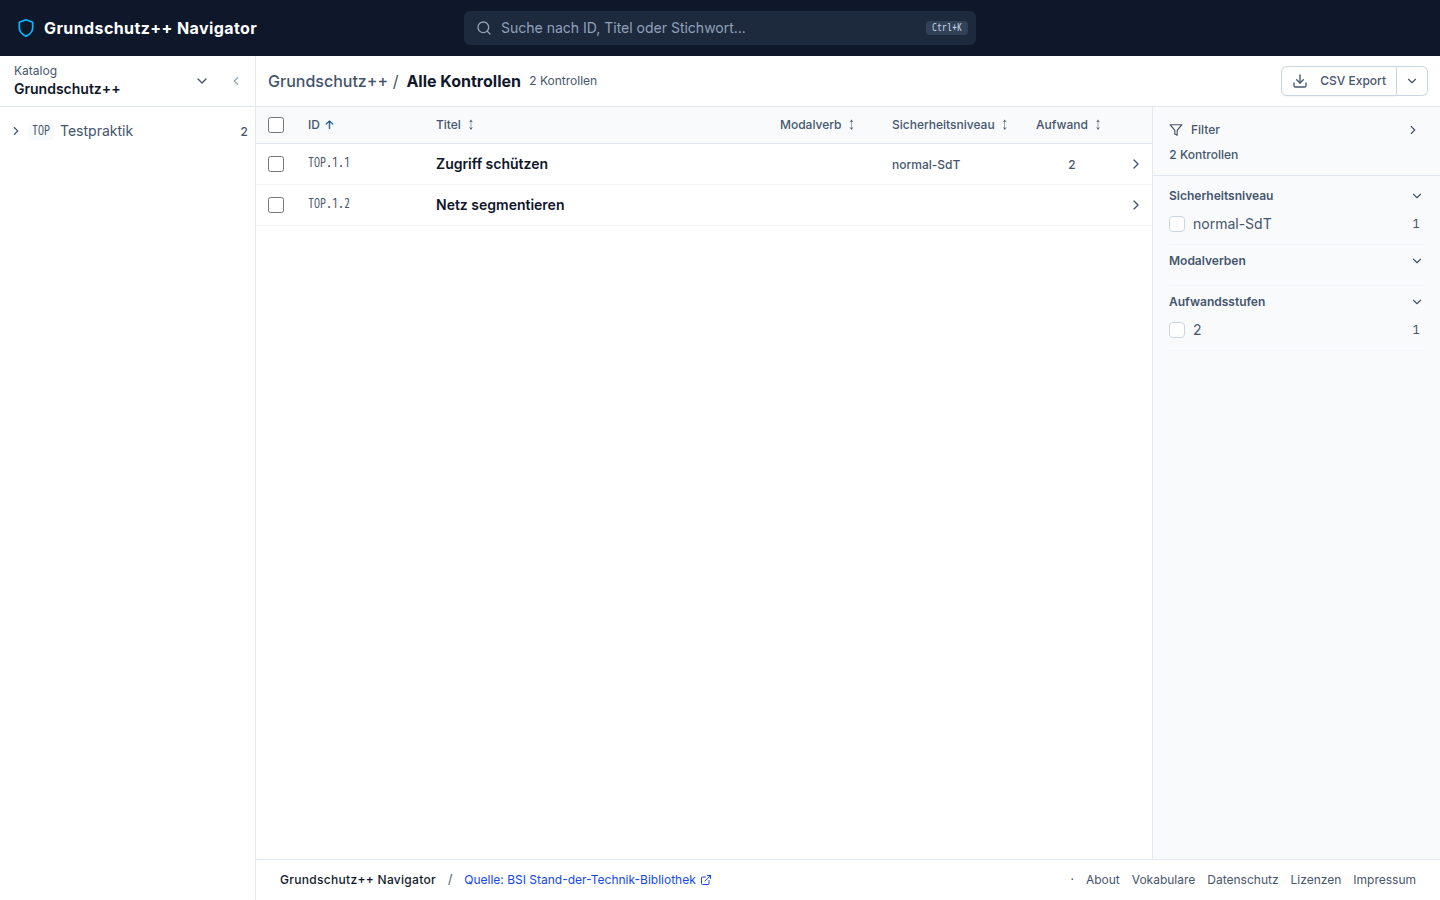 Grundschutz++ Navigator
Suche nach ID, Titel oder Stichwort...
Ctrl+K
Katalog
Grundschutz++
Grundschutz++ / Alle Kontrollen 2 Kontrollen
CSV Export
TOP Testpraktik 2
ID Titel Modalverb Sicherheitsniveau Aufwand
TOP.1.1 Zugriff schützen normal-SdT 2
TOP.1.2 Netz segmentieren
Filter
2 Kontrollen
Sicherheitsniveau
normal-SdT 1
Modalverben
Aufwandsstufen
2 1
Grundschutz++ Navigator / Quelle: BSI Stand-der-Technik-Bibliothek
· About Vokabulare Datenschutz Lizenzen Impressum